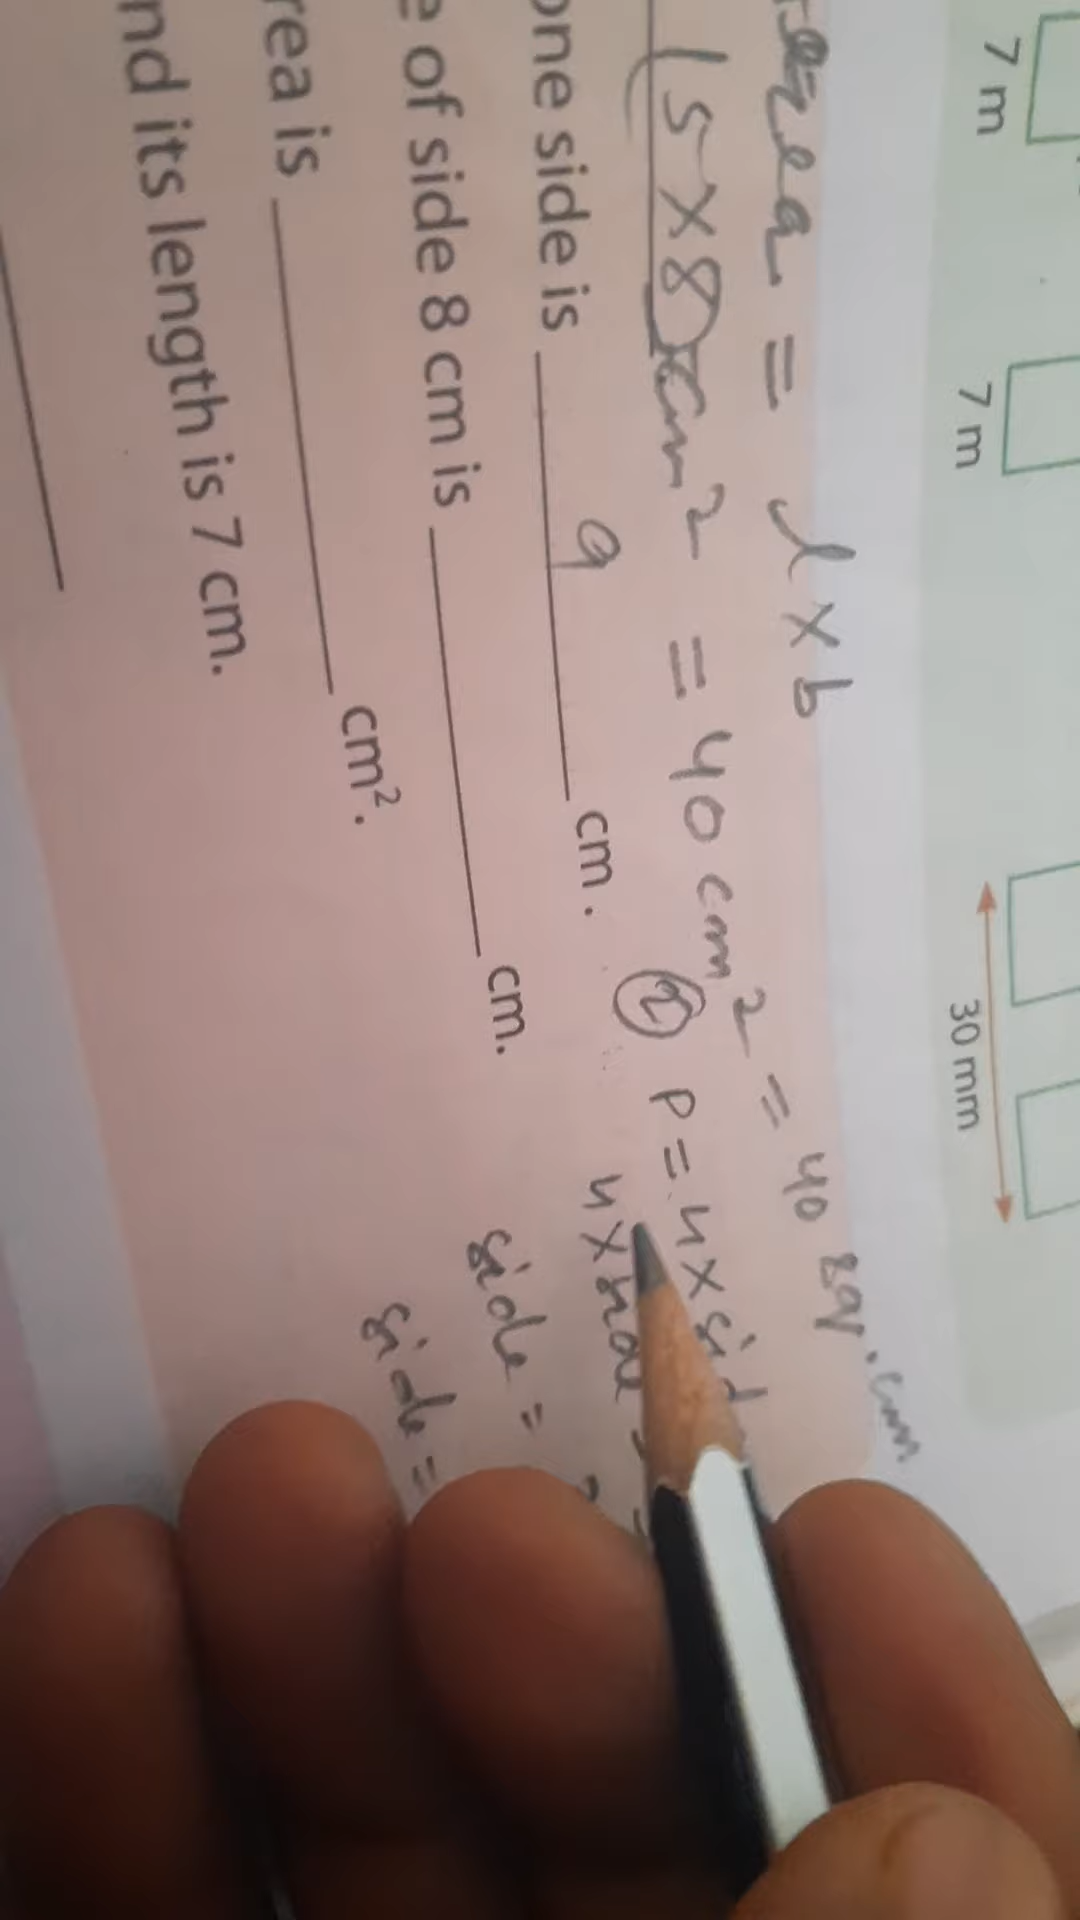 7 m
7 m
30 mm
= l × b
5 × 8 cm² = 40 cm² = 40 sq. cm
one side is 9 cm.
② P = 4 × sid
e of side 8 cm is cm.
4 × side
side =
side =
rea is cm².
nd its length is 7 cm.